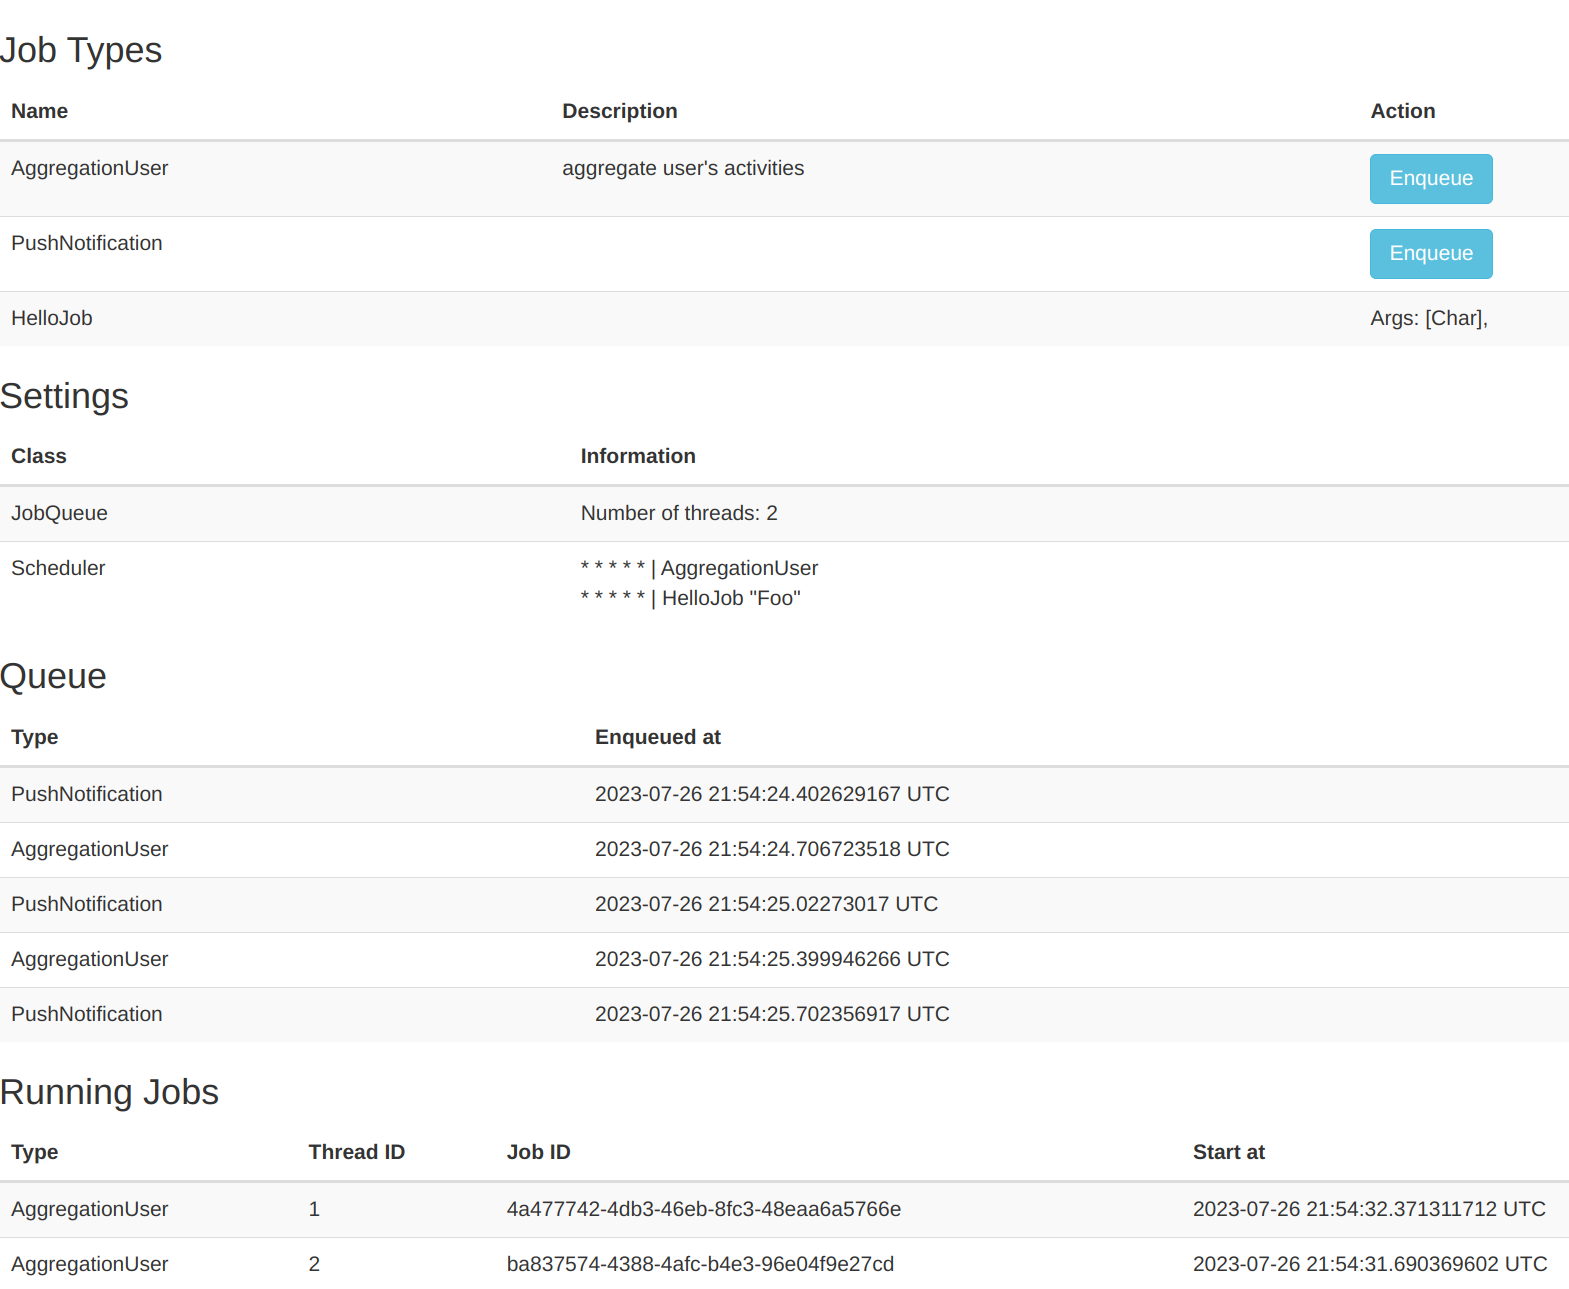 Job Types
Name Description Action
AggregationUser aggregate user's activities Enqueue
PushNotification Enqueue
HelloJob Args: [Char],
Settings
Class Information
JobQueue Number of threads: 2
Scheduler * * * * * | AggregationUser
* * * * * | HelloJob "Foo"
Queue
Type Enqueued at
PushNotification 2023-07-26 21:54:24.402629167 UTC
AggregationUser 2023-07-26 21:54:24.706723518 UTC
PushNotification 2023-07-26 21:54:25.02273017 UTC
AggregationUser 2023-07-26 21:54:25.399946266 UTC
PushNotification 2023-07-26 21:54:25.702356917 UTC
Running Jobs
Type Thread ID Job ID Start at
AggregationUser 1 4a477742-4db3-46eb-8fc3-48eaa6a5766e 2023-07-26 21:54:32.371311712 UTC
AggregationUser 2 ba837574-4388-4afc-b4e3-96e04f9e27cd 2023-07-26 21:54:31.690369602 UTC